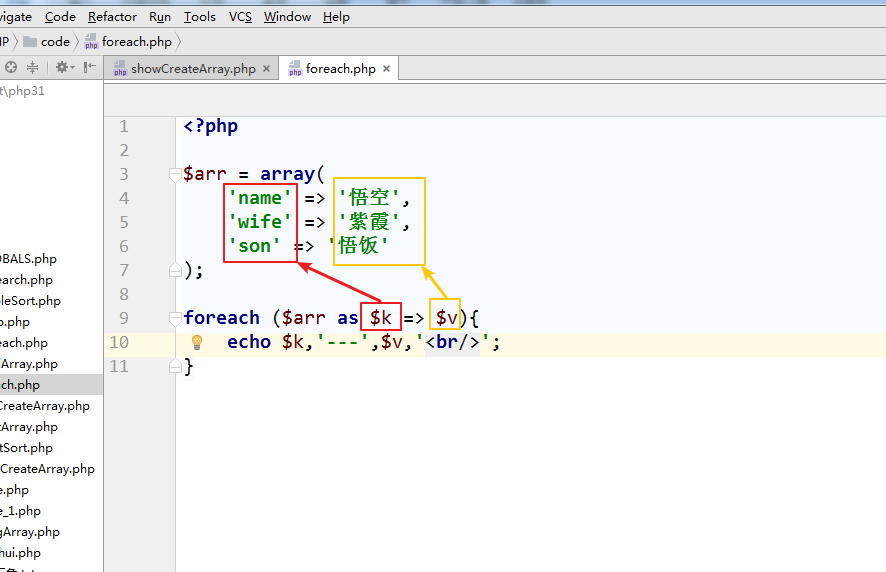 vigate Code Refactor Run Tools VCS Window Help
code foreach.php
showCreateArray.php foreach.php
t\php31
1 <?php
2
3 $arr = array(
4 'name' => '悟空',
5 'wife' => '紫霞',
6 'son' => '悟饭'
7 );
8
9 foreach ($arr as $k => $v){
10 echo $k,'---',$v,'<br/>';
11 }
OBALS.php
earch.php
leSort.php
o.php
each.php
Array.php
ch.php
CreateArray.php
tArray.php
tSort.php
CreateArray.php
e.php
e_1.php
gArray.php
hui.php